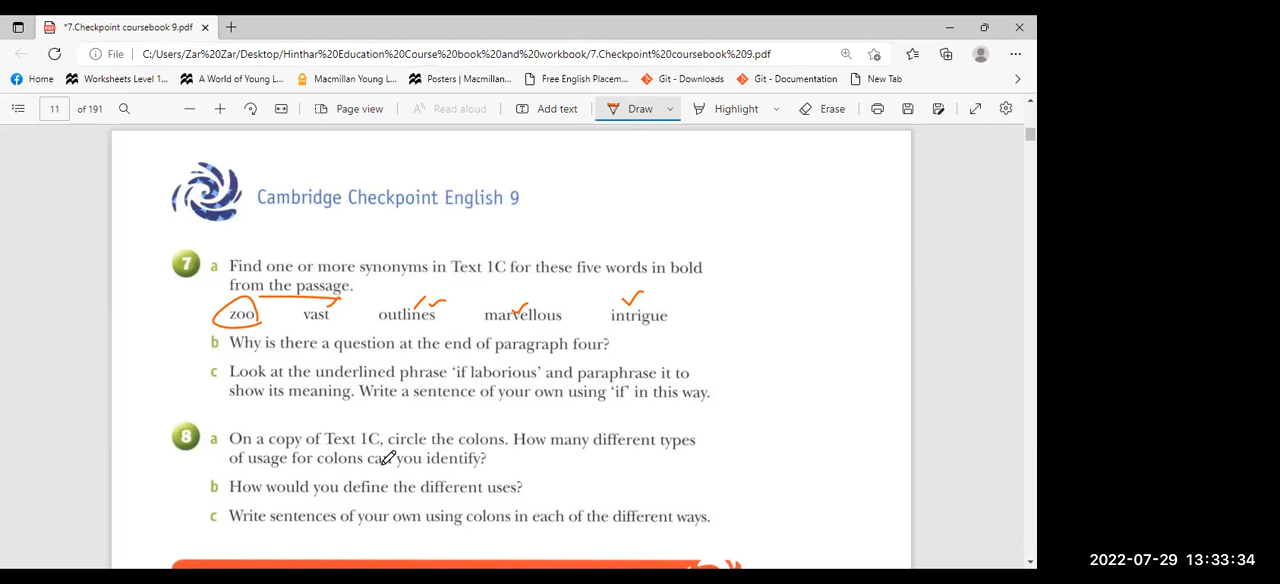 *7.Checkpoint coursebook 9.pdf
File C:/Users/Zar%20Zar/Desktop/Hinthar%20Education%20Course%20book%20and%20workbook/7.Checkpoint%20coursebook%209.pdf
Home Worksheets Level 1... A World of Young L... Macmillan Young L... Posters | Macmillan... Free English Placem... Git - Downloads Git - Documentation New Tab
11 of 191 Page view Read aloud Add text Draw Highlight Erase
Cambridge Checkpoint English 9
7 a Find one or more synonyms in Text 1C for these five words in bold
from the passage.
zoo vast outlines marvellous intrigue
b Why is there a question at the end of paragraph four?
c Look at the underlined phrase ‘if laborious’ and paraphrase it to
show its meaning. Write a sentence of your own using ‘if’ in this way.
8 a On a copy of Text 1C, circle the colons. How many different types
of usage for colons can you identify?
b How would you define the different uses?
c Write sentences of your own using colons in each of the different ways.
2022-07-29 13:33:34